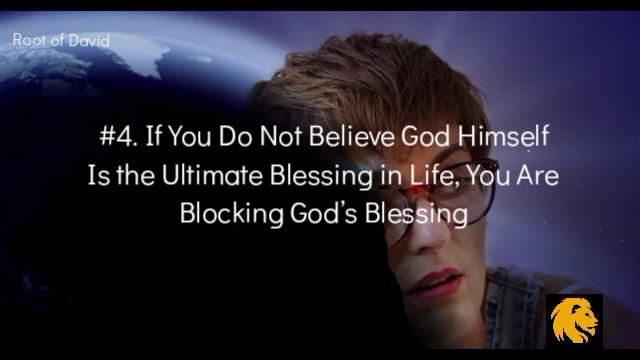 Root of David
#4. If You Do Not Believe God Himself
Is the Ultimate Blessing in Life, You Are
Blocking God’s Blessing